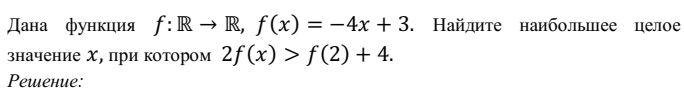 Дана функция f: ℝ → ℝ, f(x) = −4x + 3. Найдите наибольшее целое
значение x, при котором 2f(x) > f(2) + 4.
Решение: